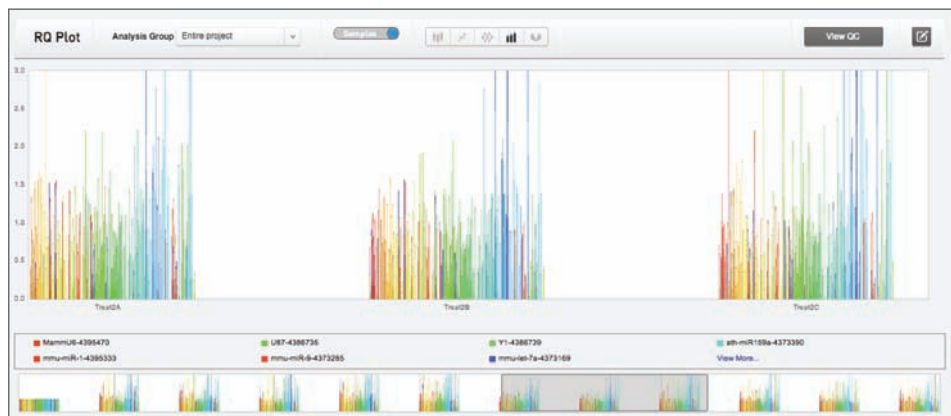 RQ Plot
Analysis Group Entire project
Samples
View QC
3.0
2.5
2.0
1.5
1.0
0.5
0.0
Treat2A Treat2B Treat2C
MammU6-4395470 U87-4386735 Y1-4386739 ath-miR159a-4373390
mmu-miR-1-4395333 mmu-miR-9-4373285 mmu-let-7a-4373169 View More...